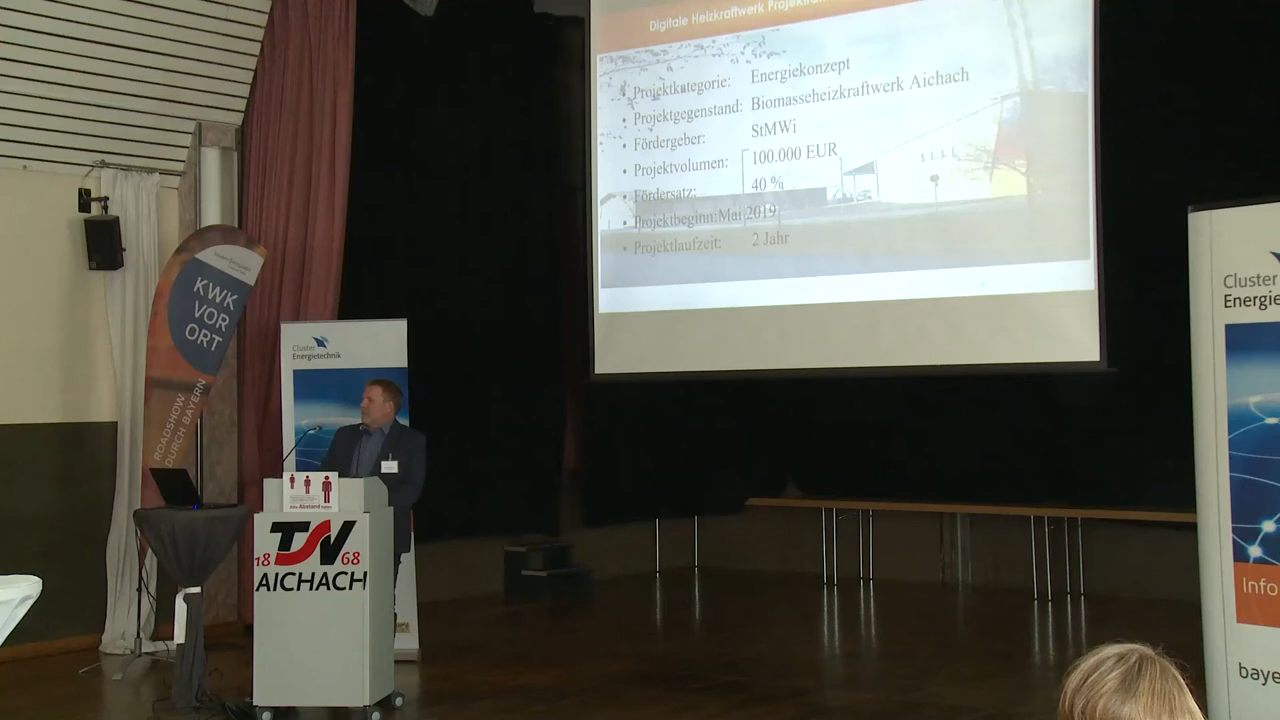 Digitale Heizkraftwerk
• Projektkategorie: Energiekonzept
• Projektgegenstand: Biomasseheizkraftwerk Aichach
• Fördergeber: StMWi
• Projektvolumen: 100.000 EUR
• Fördersatz: 40 %
• Projektbeginn: Mai 2019
• Projektlaufzeit: 2 Jahr
KWK
VOR
ORT
ROADSHOW
DURCH BAYERN
Cluster
Energietechnik
Abstand
TSV
18 68
AICHACH
Cluster
Energie
Info
baye